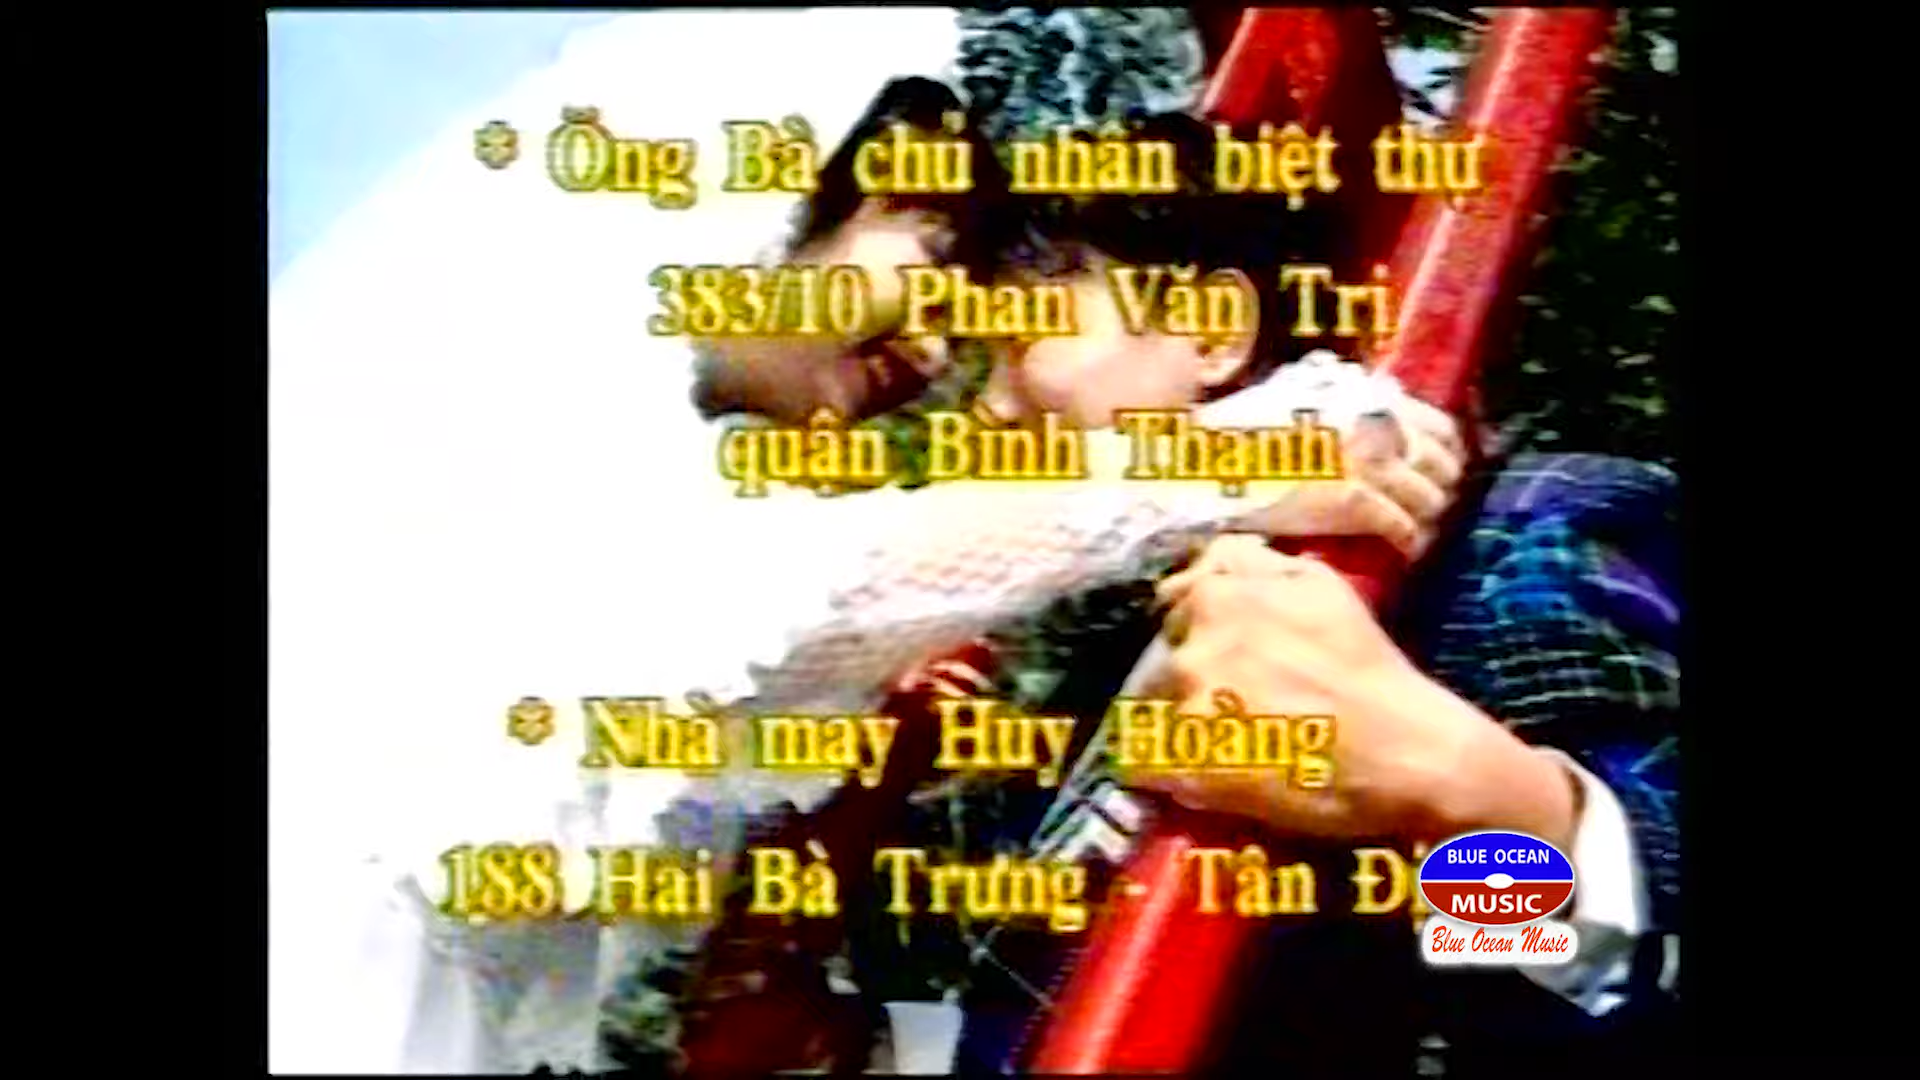 * Ông Bà chủ nhân biệt thự
383/10 Phan Văn Trị
quận Bình Thạnh
* Nhà may Huy Hoàng
188 Hai Bà Trưng - Tân
BLUE OCEAN
MUSIC
Blue Ocean Music